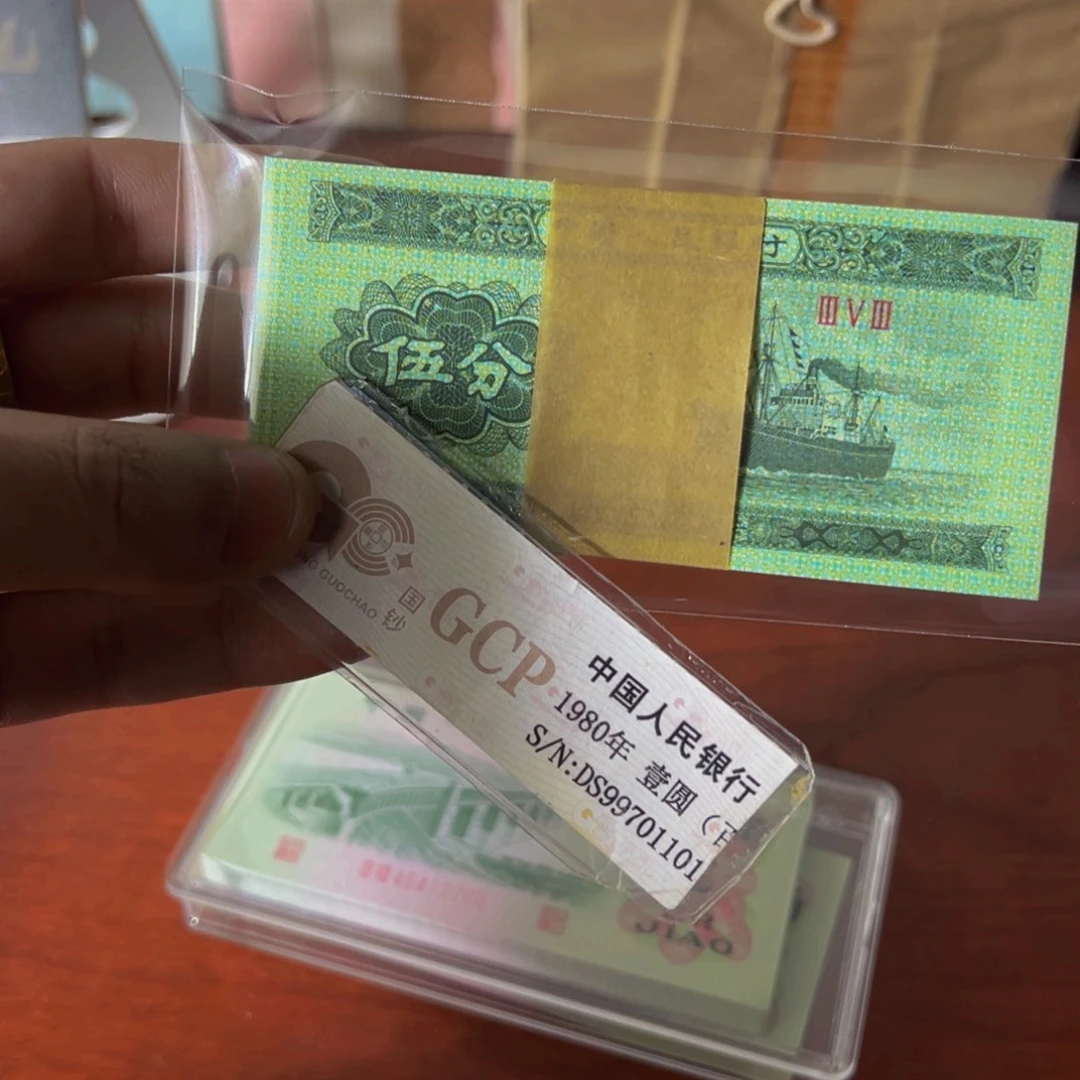 伍分
ⅢⅤⅢ
GUOCHAO
国钞
GCP
中国人民银行
1980年 壹圆
S/N:DS99701101
JIAO